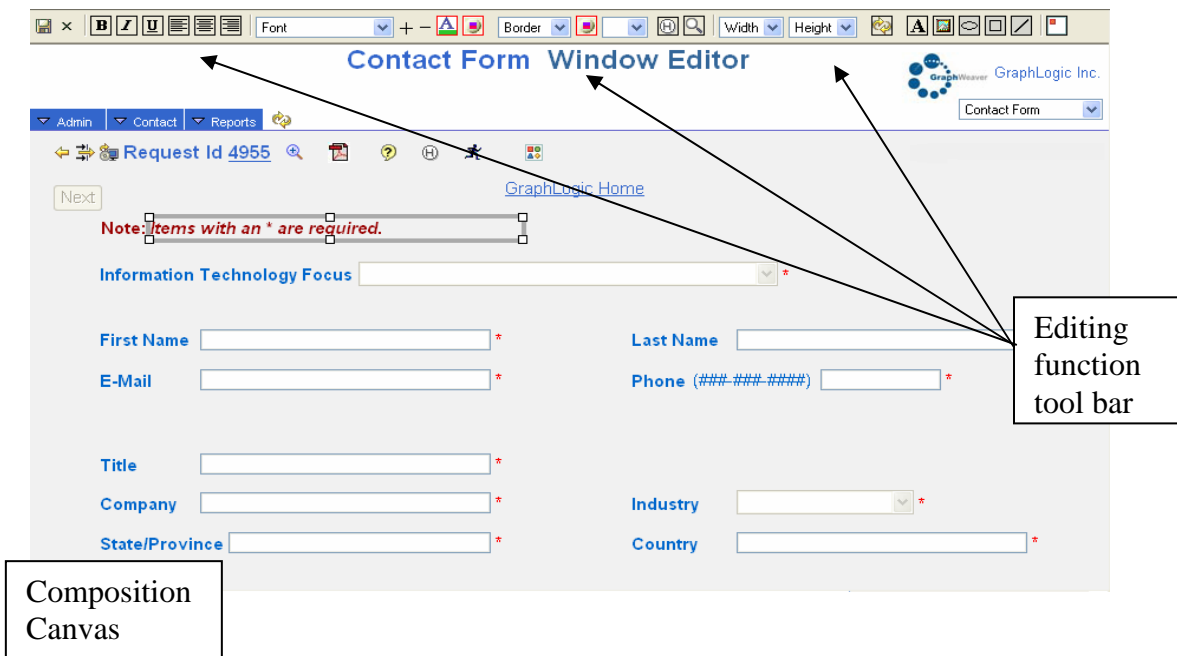 B I U Font + − A Border H Width Height A
Contact Form Window Editor
GraphWeaver GraphLogic Inc.
Contact Form
Admin Contact Reports
Request Id 4955 ? H
GraphLogic Home
Next
Note: Items with an * are required.
Information Technology Focus *
First Name * Last Name
E-Mail * Phone (###-###-####) *
Title *
Company * Industry *
State/Province * Country *
Editing
function
tool bar
Composition
Canvas